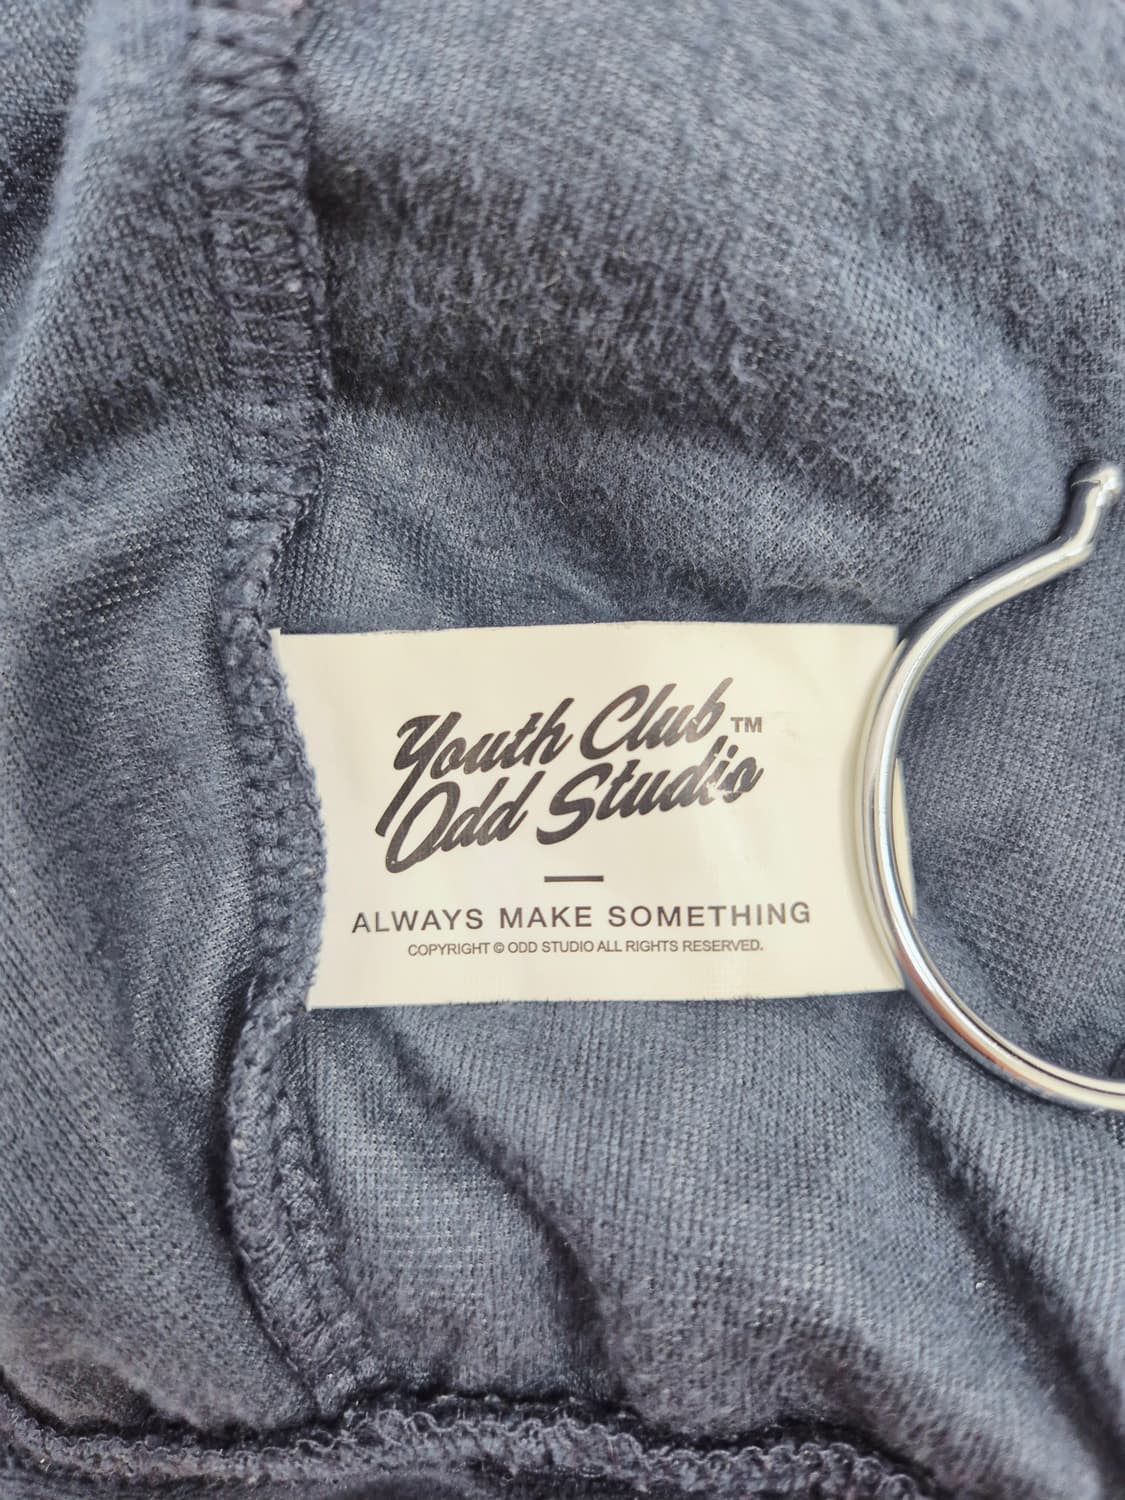 Youth Club™
Odd Studio
ALWAYS MAKE SOMETHING
COPYRIGHT © ODD STUDIO ALL RIGHTS RESERVED.